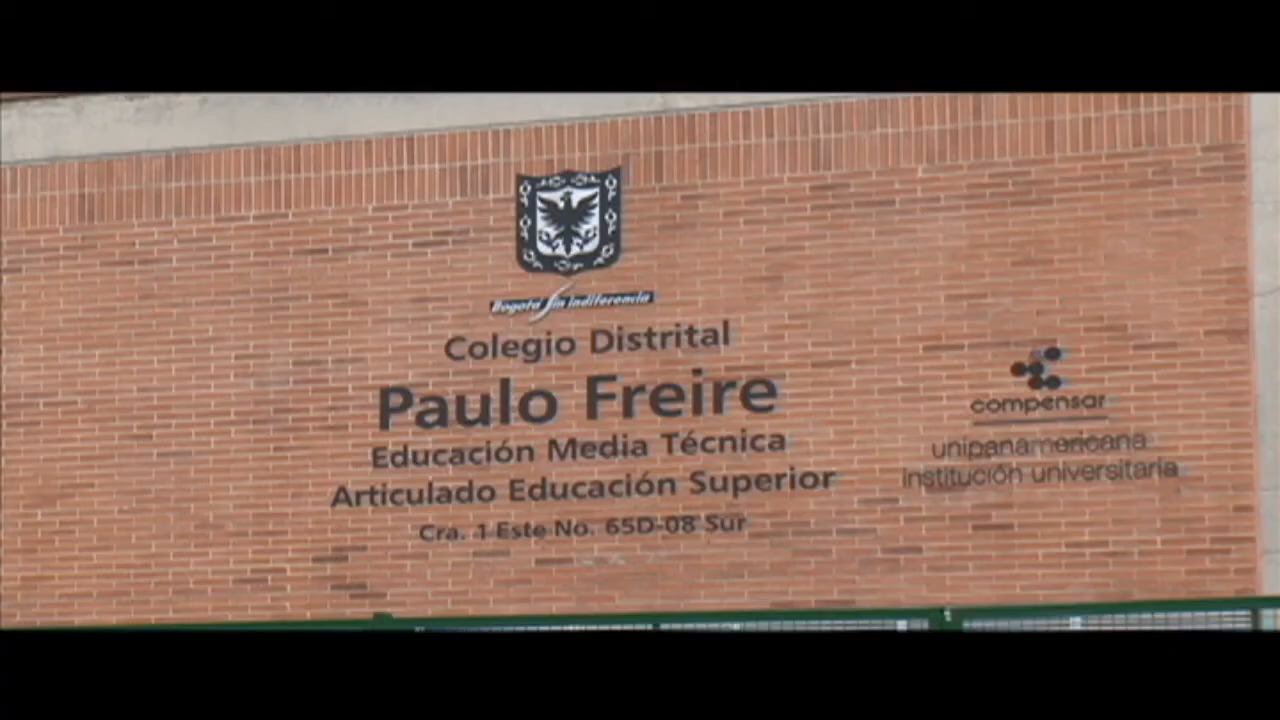 Bogotá sin indiferencia
Colegio Distrital
Paulo Freire
Educación Media Técnica
Articulado Educación Superior
Cra. 1 Este No. 65D-08 Sur
compensar
unipanamericana
institución universitaria